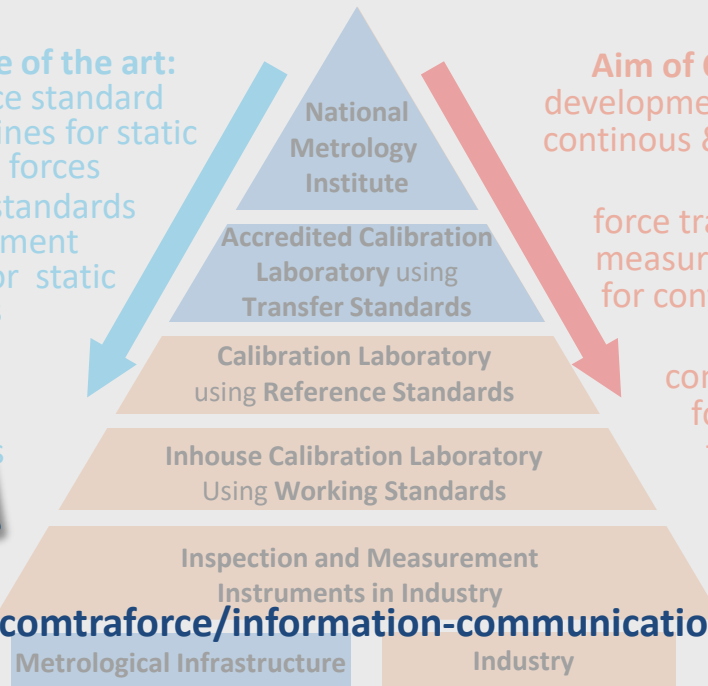 e of the art:
ce standard
ines for static
forces
standards
ment
or static
Aim of
development
continous &
force tra
measur
for cont
con
fo
National
Metrology
Institute
Accredited Calibration
Laboratory using
Transfer Standards
Calibration Laboratory
using Reference Standards
Inhouse Calibration Laboratory
Using Working Standards
Inspection and Measurement
Instruments in Industry
comtraforce/information-communicatio
Metrological Infrastructure
Industry